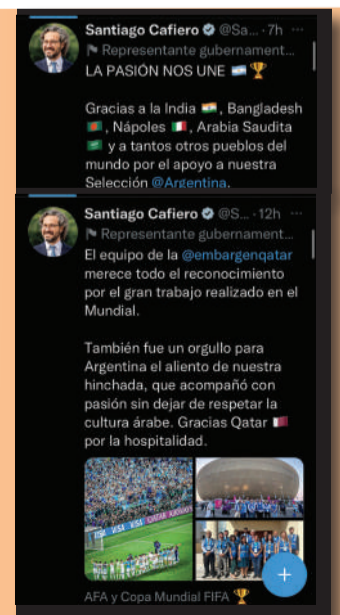 Santiago Cafiero @Sa... · 7h ...
Representante gubernament...
LA PASIÓN NOS UNE 🇦🇷🏆
Gracias a la India 🇮🇳, Bangladesh
🇧🇩, Nápoles 🇮🇹, Arabia Saudita
🇸🇦 y a tantos otros pueblos del
mundo por el apoyo a nuestra
Selección @Argentina.
Santiago Cafiero @S... · 12h ...
Representante gubernament...
El equipo de la @embargenqatar
merece todo el reconocimiento
por el gran trabajo realizado en el
Mundial.
También fue un orgullo para
Argentina el aliento de nuestra
hinchada, que acompañó con
pasión sin dejar de respetar la
cultura árabe. Gracias Qatar 🇶🇦
por la hospitalidad.
VISA VISA QATAR AIRWAYS
AFA y Copa Mundial FIFA 🏆